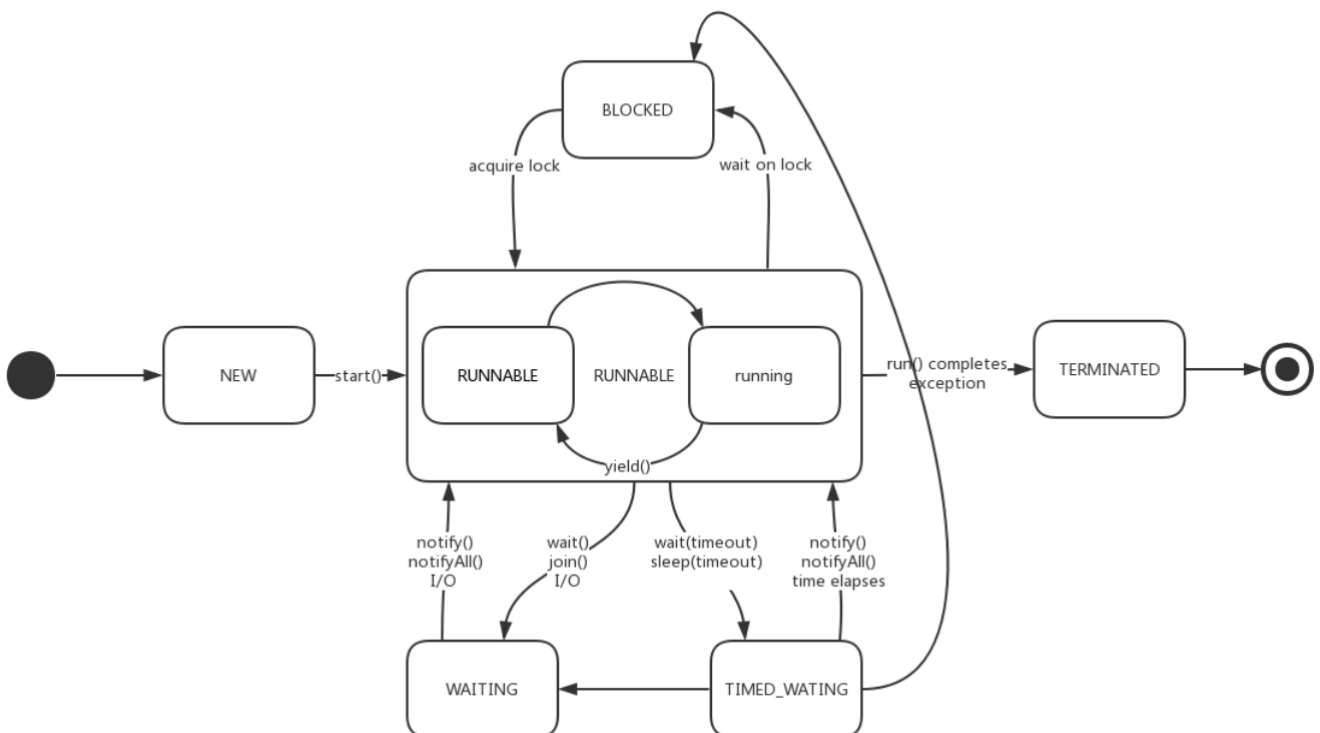 BLOCKED
acquire lock
wait on lock
NEW
start()
RUNNABLE
RUNNABLE
running
yield()
run() completes
exception
TERMINATED
notify()
notifyAll()
I/O
wait()
join()
I/O
wait(timeout)
sleep(timeout)
notify()
notifyAll()
time elapses
WAITING
TIMED_WATING